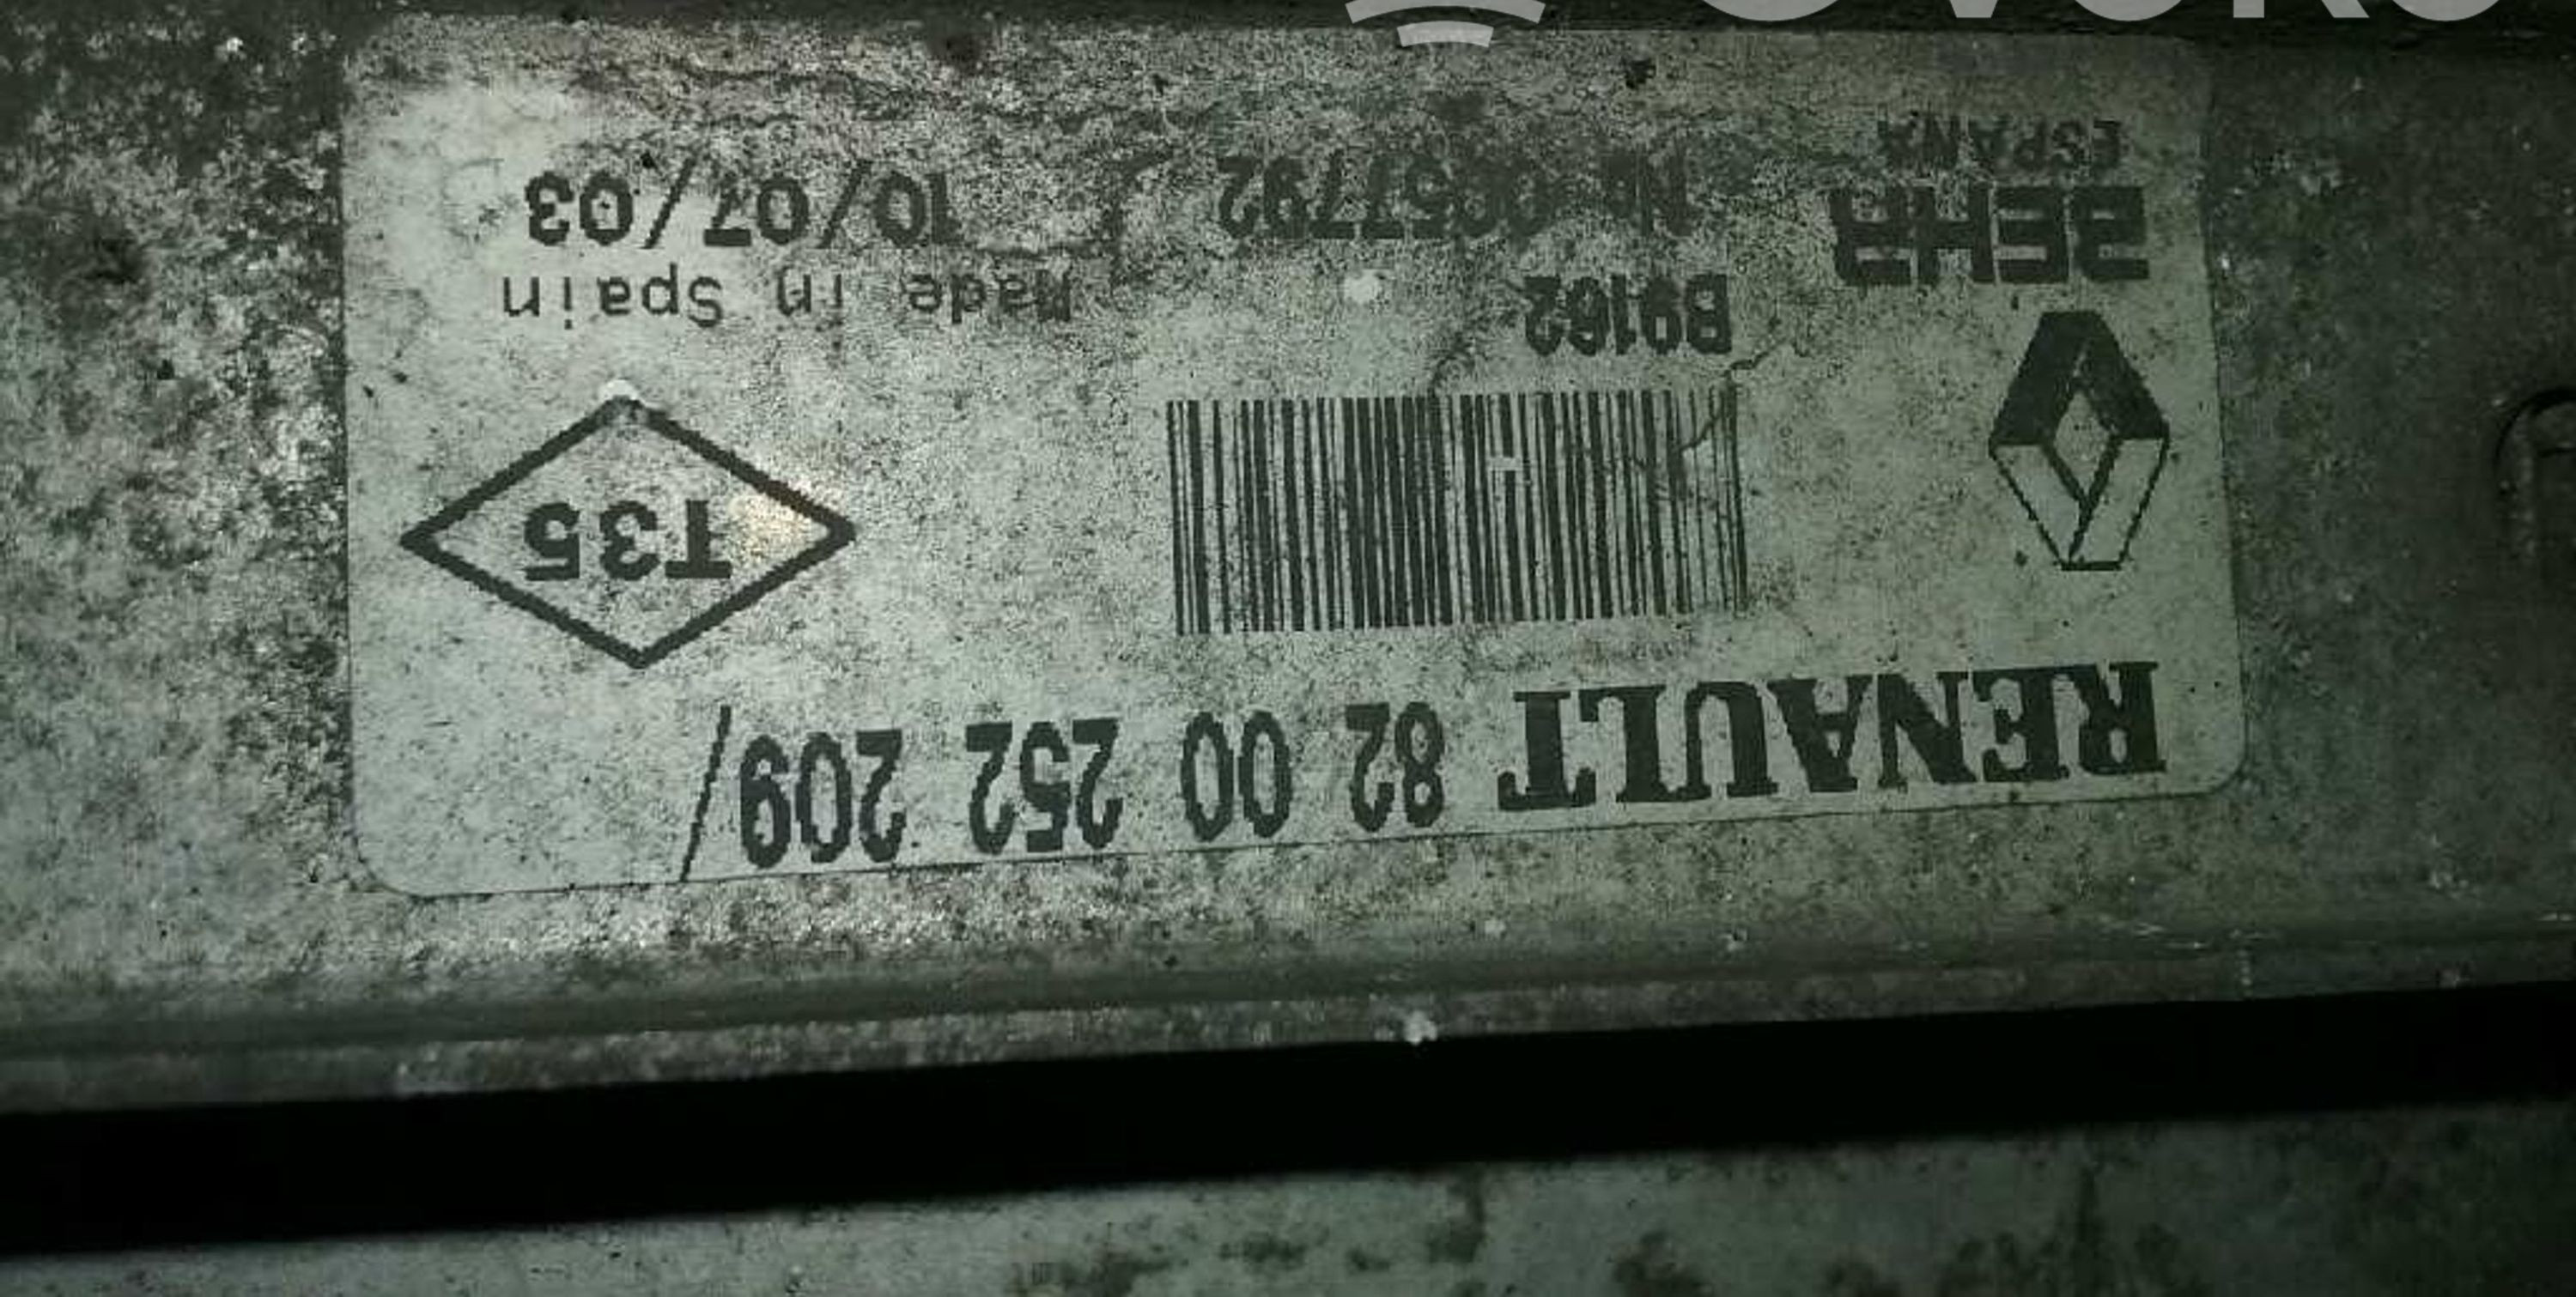 RENAULT 82 00 252 209/
T35
B9162
Made in Spain
BEHR
ESPAÑA
10/07/03